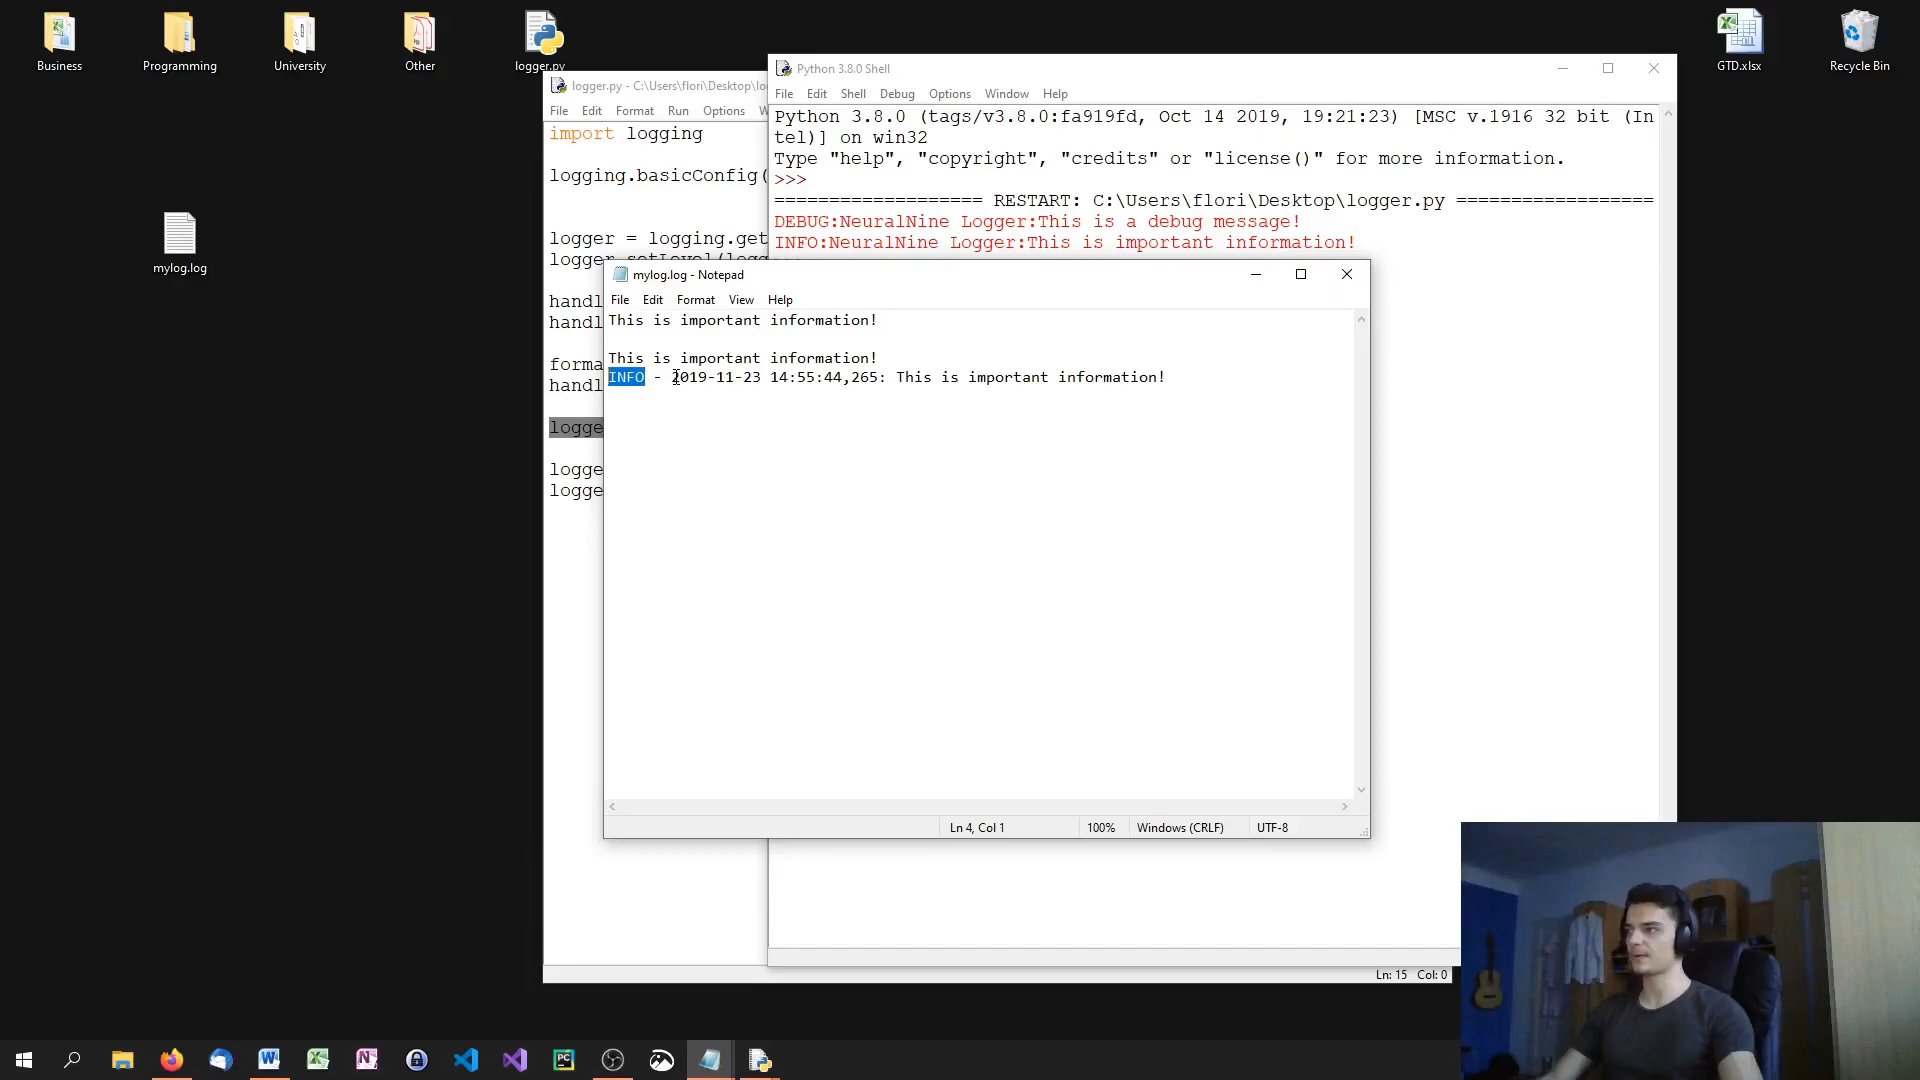 Business
Programming
University
Other
logger.py
GTD.xlsx
Recycle Bin
mylog.log
logger.py - C:\Users\flori\Desktop\lo
File Edit Format Run Options W
import logging
logging.basicConfig(
logger = logging.get
logger.setLevel(logg
handl
handl
forma
handl
logge
logge
logge
Ln: 15 Col: 0
Python 3.8.0 Shell
File Edit Shell Debug Options Window Help
Python 3.8.0 (tags/v3.8.0:fa919fd, Oct 14 2019, 19:21:23) [MSC v.1916 32 bit (In
tel)] on win32
Type "help", "copyright", "credits" or "license()" for more information.
>>>
=================== RESTART: C:\Users\flori\Desktop\logger.py ==================
DEBUG:NeuralNine Logger:This is a debug message!
INFO:NeuralNine Logger:This is important information!
mylog.log - Notepad
File Edit Format View Help
This is important information!
This is important information!
INFO - 2019-11-23 14:55:44,265: This is important information!
Ln 4, Col 1
100%
Windows (CRLF)
UTF-8